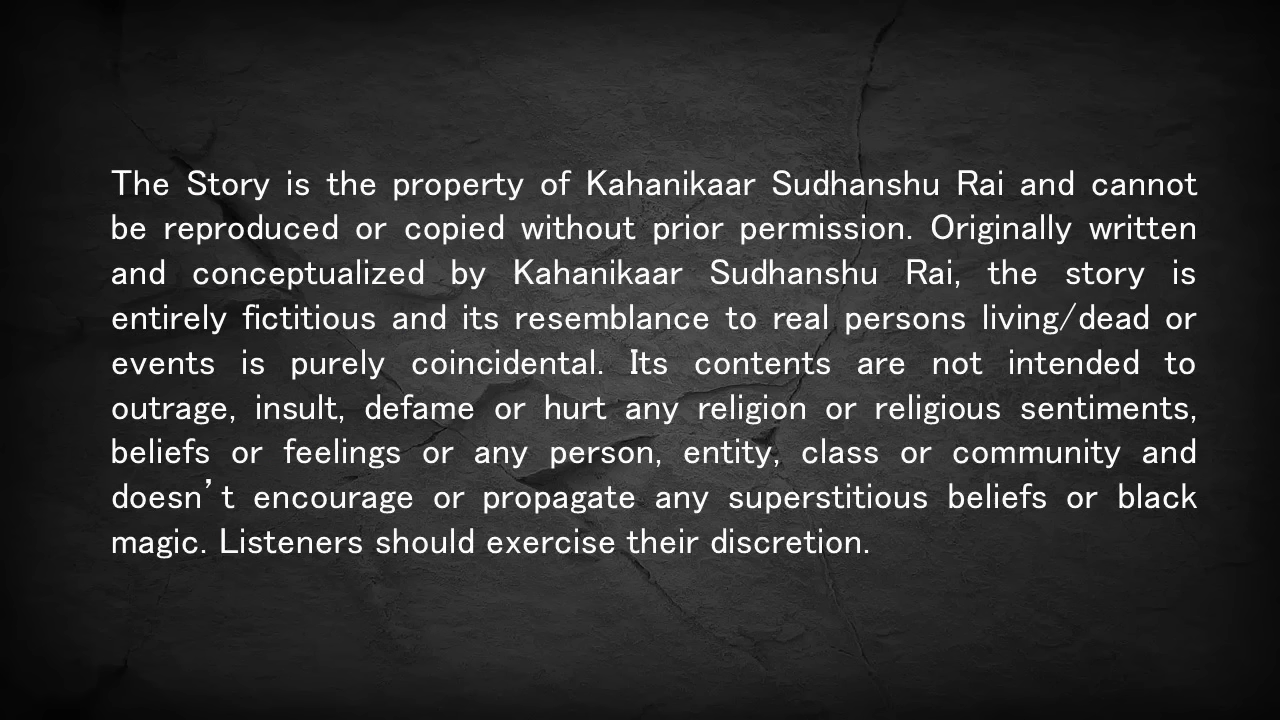 The Story is the property of Kahanikaar Sudhanshu Rai and cannot
be reproduced or copied without prior permission. Originally written
and conceptualized by Kahanikaar Sudhanshu Rai, the story is
entirely fictitious and its resemblance to real persons living/dead or
events is purely coincidental. Its contents are not intended to
outrage, insult, defame or hurt any religion or religious sentiments,
beliefs or feelings or any person, entity, class or community and
doesn’t encourage or propagate any superstitious beliefs or black
magic. Listeners should exercise their discretion.